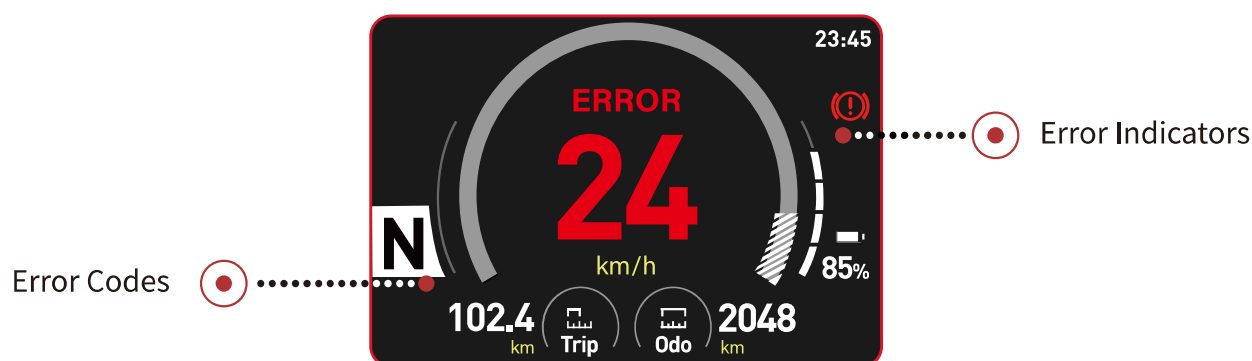 23:45
ERROR
24
km/h
N
85%
Error Indicators
Error Codes
102.4
km
Trip
Odo
2048
km